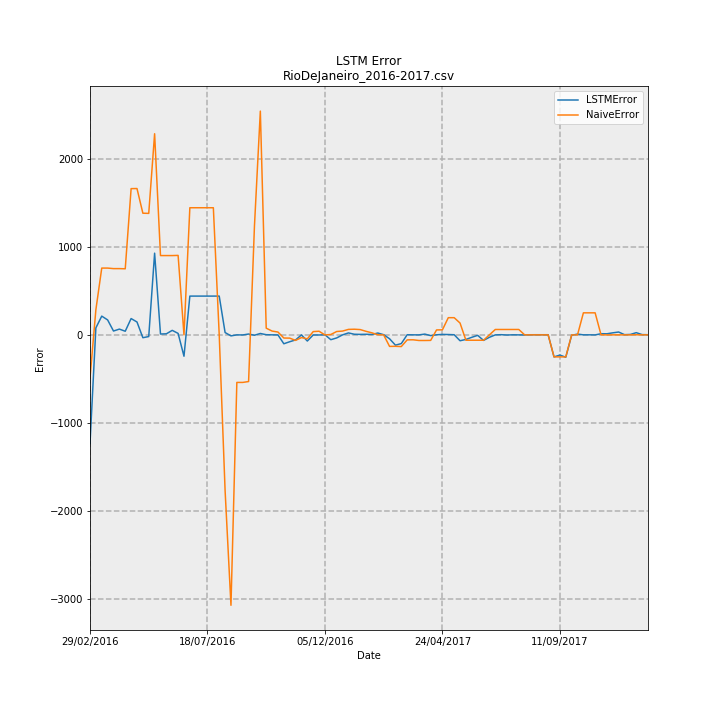 LSTM Error
RioDeJaneiro_2016-2017.csv
LSTMError
NaiveError
2000
1000
0
−1000
−2000
−3000
Error
29/02/2016 18/07/2016 05/12/2016 24/04/2017 11/09/2017
Date